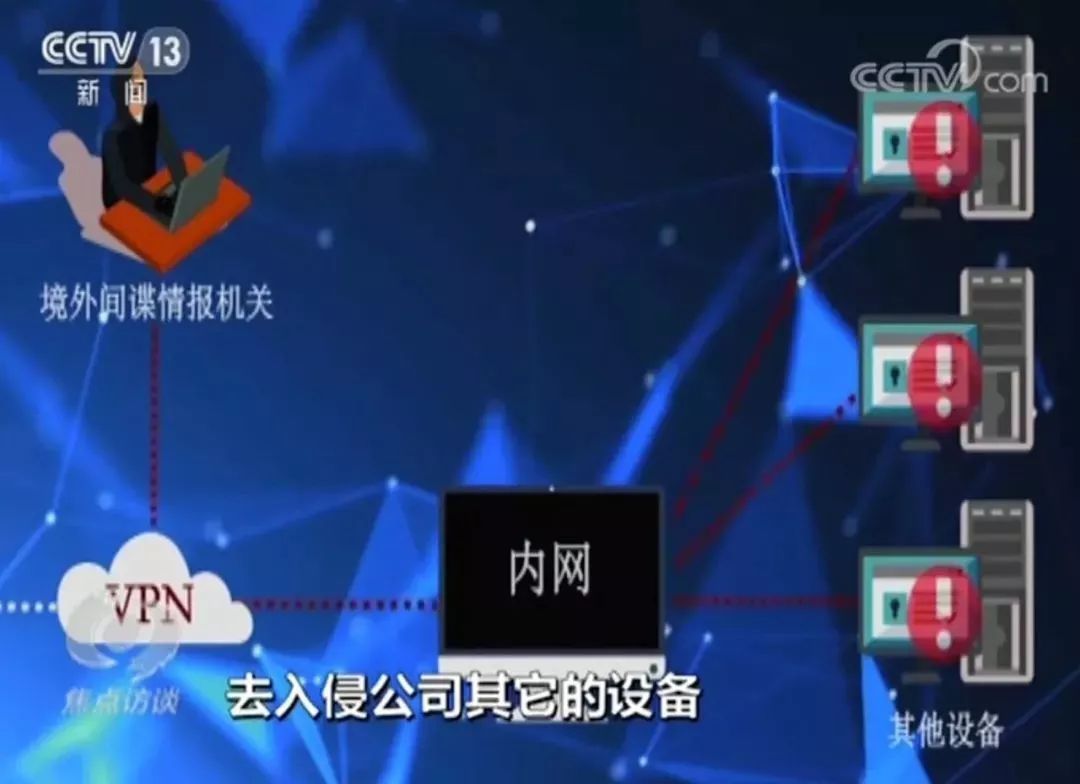 CCTV 13
新闻
CCTV.com
境外间谍情报机关
VPN
内网
焦点访谈
去入侵公司其它的设备
其他设备